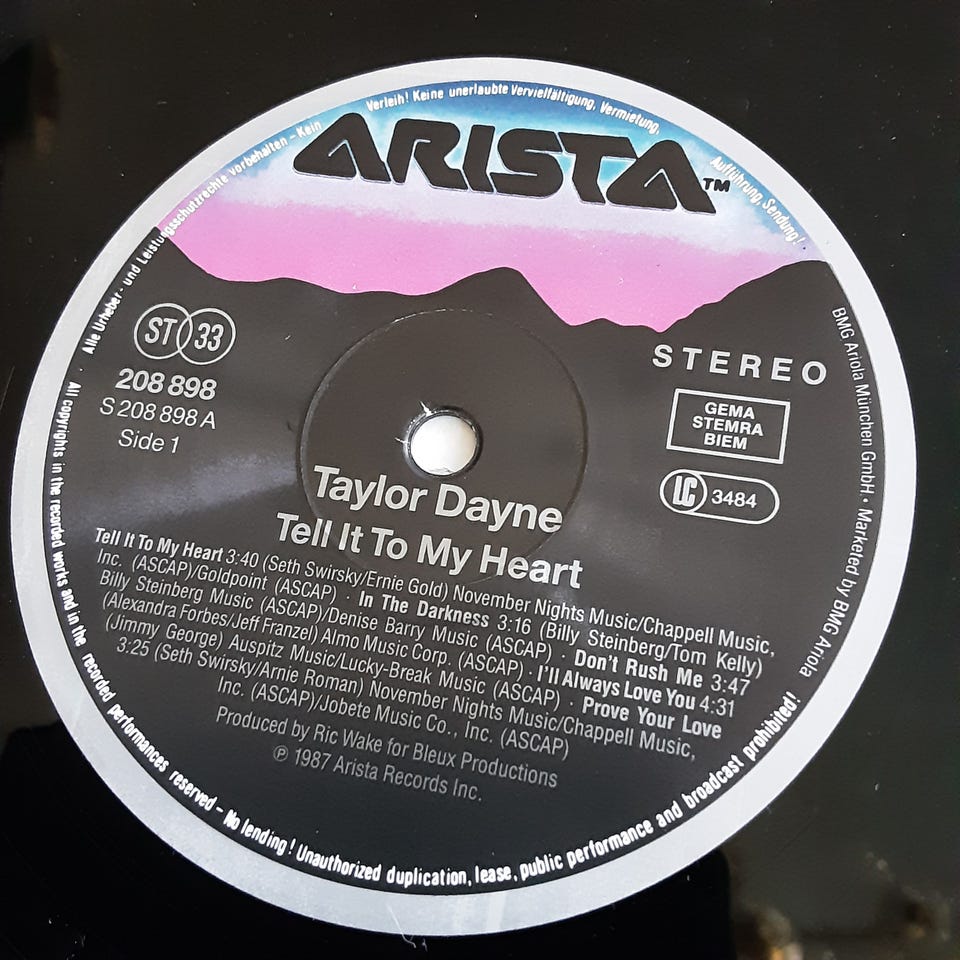 Alle Urheber- und Leistungsschutzrechte vorbehalten – Kein Verleih! Keine unerlaubte Vervielfältigung, Vermietung, Aufführung, Sendung!
ARISTA™
ST 33
208 898
S 208 898 A
Side 1
STEREO
GEMA
STEMRA
BIEM
LC 3484
Taylor Dayne
Tell It To My Heart
Tell It To My Heart 3:40 (Seth Swirsky/Ernie Gold) November Nights Music/Chappell Music,
Inc. (ASCAP)/Goldpoint (ASCAP) · In The Darkness 3:16 (Billy Steinberg/Tom Kelly)
Billy Steinberg Music (ASCAP)/Denise Barry Music (ASCAP) · Don't Rush Me 3:47
(Alexandra Forbes/Jeff Franzel) Almo Music Corp. (ASCAP) · I'll Always Love You 4:31
(Jimmy George) Auspitz Music/Lucky-Break Music (ASCAP) · Prove Your Love
3:25 (Seth Swirsky/Arnie Roman) November Nights Music/Chappell Music,
Inc. (ASCAP)/Jobete Music Co., Inc. (ASCAP)
Produced by Ric Wake for Bleux Productions
℗ 1987 Arista Records Inc.
BMG Ariola München GmbH · Marketed by BMG Ariola
· All copyrights in the recorded works and in the recorded performances reserved – No lending! Unauthorized duplication, lease, public performance and broadcast prohibited!